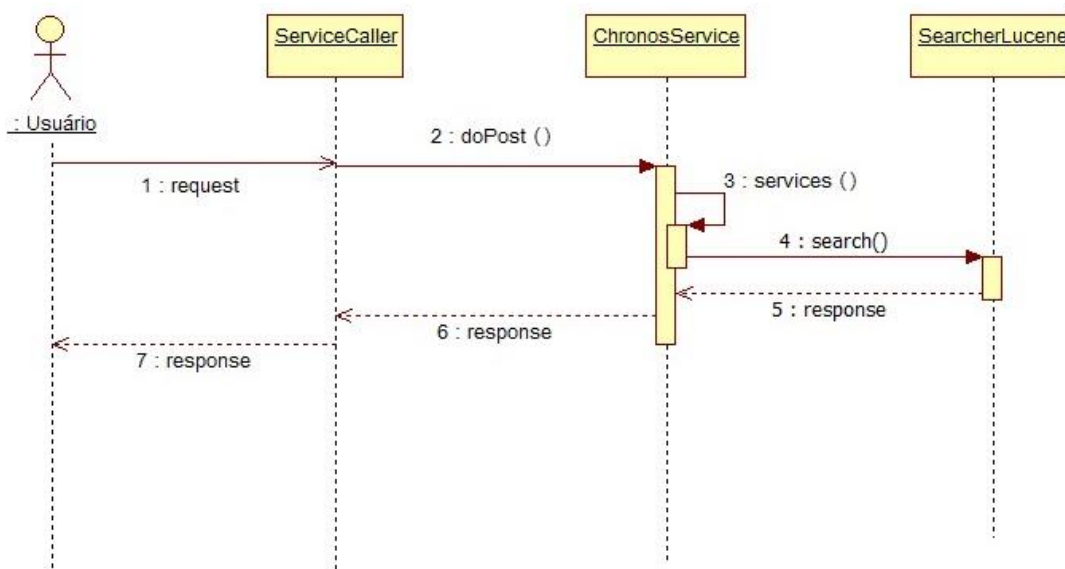 ServiceCaller
ChronosService
SearcherLucene
: Usuário
2 : doPost ()
1 : request
3 : services ()
4 : search()
5 : response
6 : response
7 : response